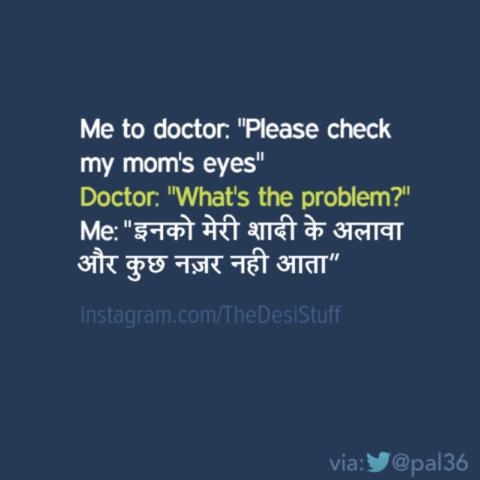 Me to doctor: "Please check
my mom's eyes"
Doctor: "What's the problem?"
Me: "इनको मेरी शादी के अलावा
और कुछ नज़र नही आता"
instagram.com/TheDesiStuff
via: @pal36